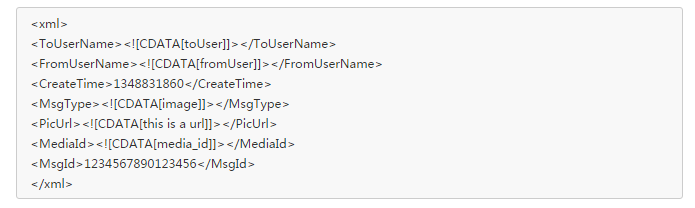 <xml>
<ToUserName><![CDATA[toUser]]></ToUserName>
<FromUserName><![CDATA[fromUser]]></FromUserName>
<CreateTime>1348831860</CreateTime>
<MsgType><![CDATA[image]]></MsgType>
<PicUrl><![CDATA[this is a url]]></PicUrl>
<MediaId><![CDATA[media_id]]></MediaId>
<MsgId>1234567890123456</MsgId>
</xml>